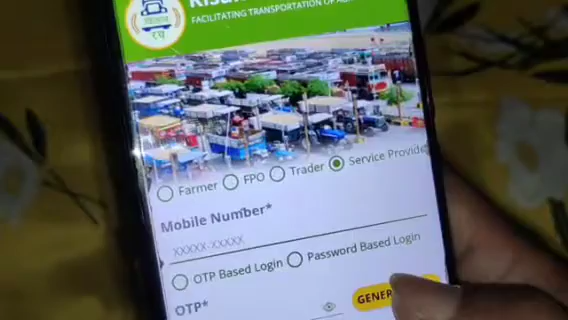 FACILITATING TRANSPORTATION OF
किसान
रथ
Farmer FPO Trader Service Provide
Mobile Number*
XXXXX-XXXXX
OTP Based Login Password Based Login
OTP*
GENER